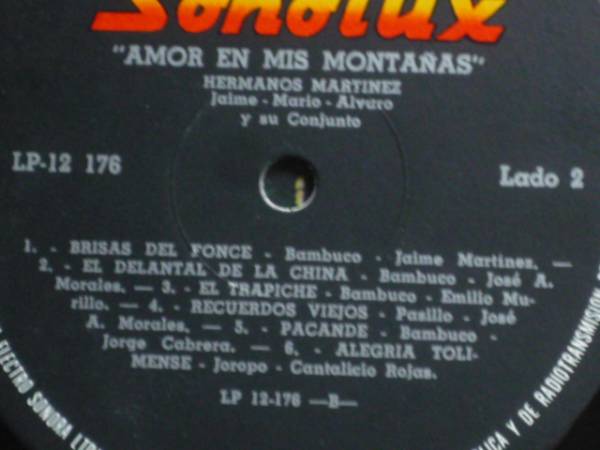 Sonolux
"AMOR EN MIS MONTAÑAS"
HERMANOS MARTINEZ
Jaime - Mario - Alvaro
y su Conjunto
LP-12 176
Lado 2
1. - BRISAS DEL FONCE - Bambuco - Jaime Martínez. —
2. - EL DELANTAL DE LA CHINA - Bambuco - José A.
Morales. — 3. - EL TRAPICHE - Bambuco - Emilio Mu-
rillo. — 4. - RECUERDOS VIEJOS - Pasillo - José
A. Morales. — 5. - PACANDE - Bambuco -
Jorge Cabrera. — 6. - ALEGRIA TOLI-
MENSE - Joropo - Cantalicio Rojas.
LP 12-176 —B—
ELECTRO SONORA LTDA
Y DE RADIOTRANSMISION